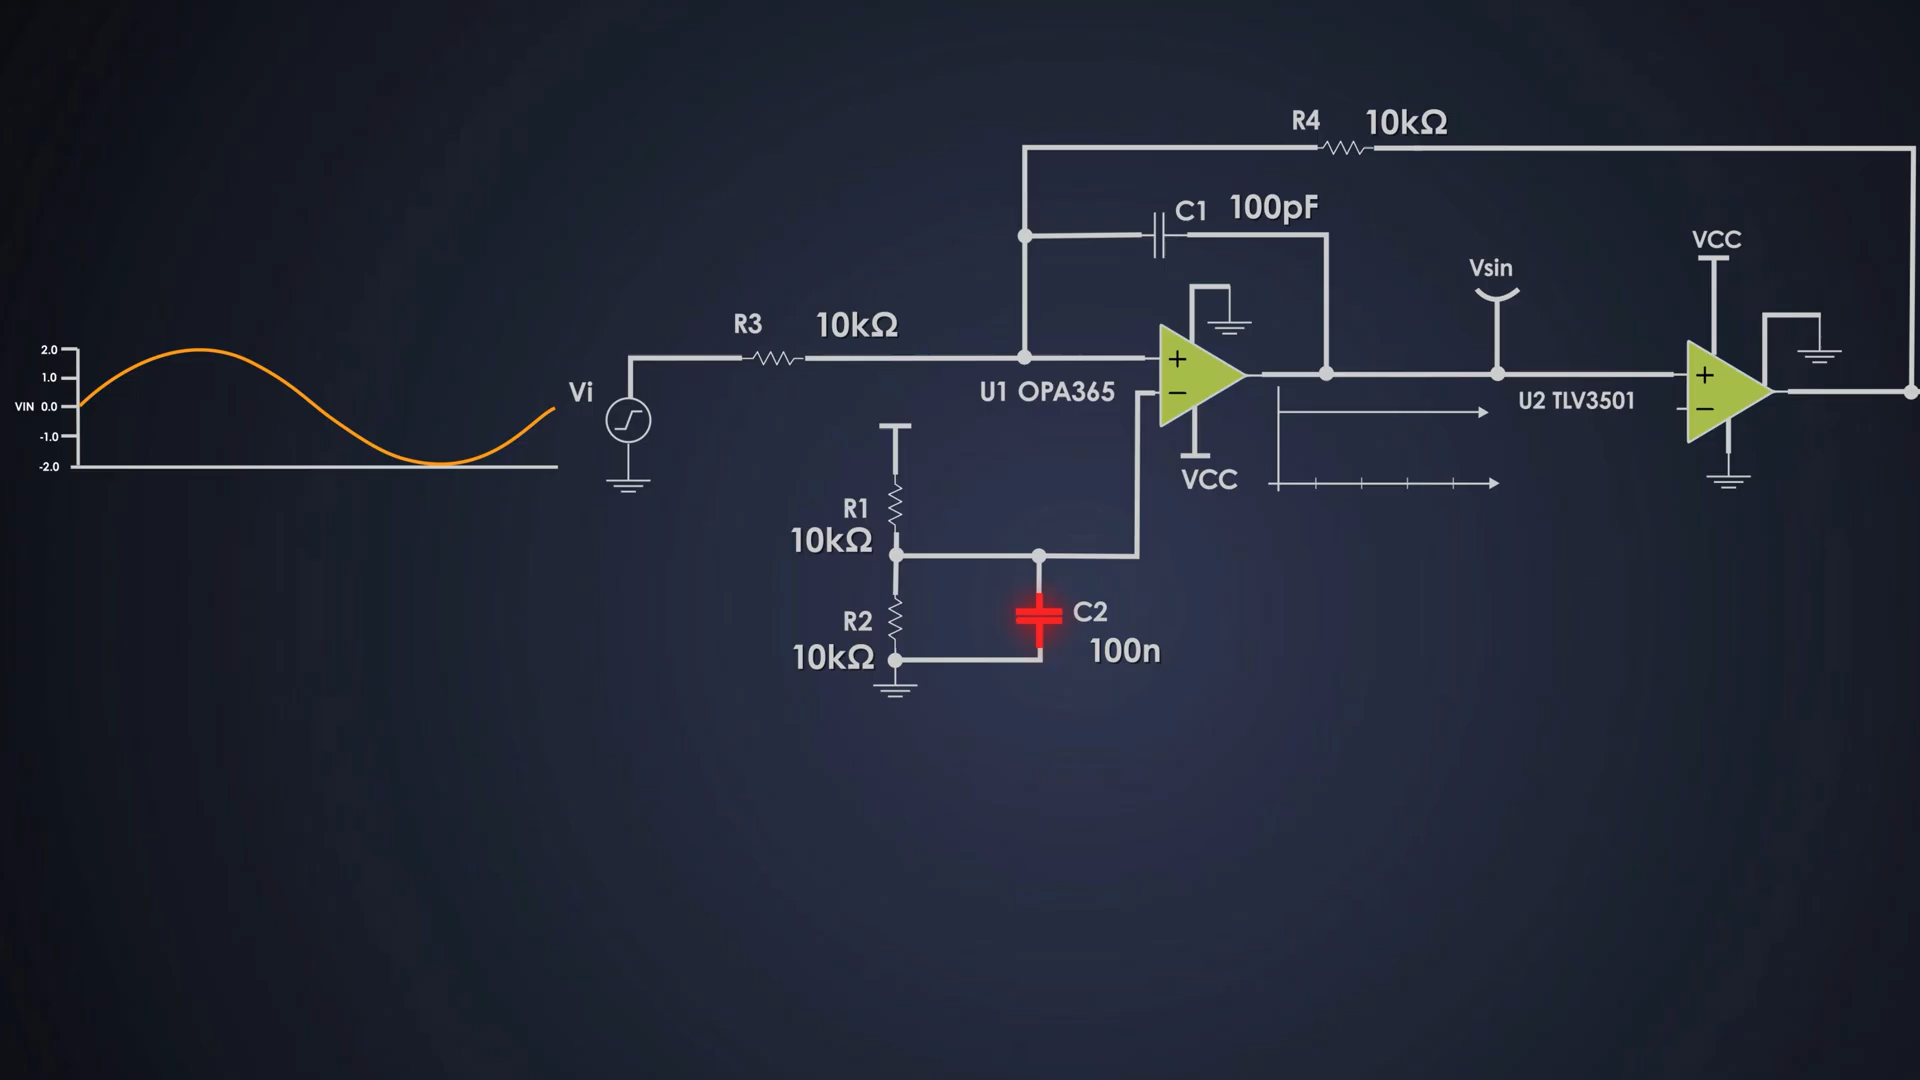 R4 10kΩ
C1 100pF
VCC
Vsin
R3 10kΩ
2.0
1.0
VIN 0.0
-1.0
-2.0
Vi
+
−
U1 OPA365
VCC
U2 TLV3501
+
−
R1
10kΩ
R2
10kΩ
C2
100n